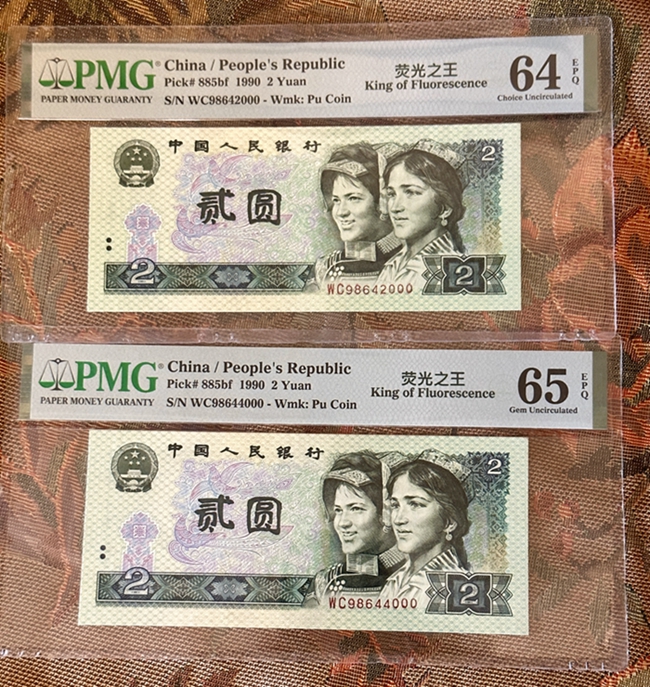 PMG
PAPER MONEY GUARANTY
China / People's Republic
Pick# 885bf 1990 2 Yuan
S/N WC98642000 - Wmk: Pu Coin
荧光之王
King of Fluorescence
64
EPQ
Choice Uncirculated
中国人民银行
贰圆
2
2
2
WC98642000
PMG
PAPER MONEY GUARANTY
China / People's Republic
Pick# 885bf 1990 2 Yuan
S/N WC98644000 - Wmk: Pu Coin
荧光之王
King of Fluorescence
65
EPQ
Gem Uncirculated
中国人民银行
贰圆
2
2
2
WC98644000